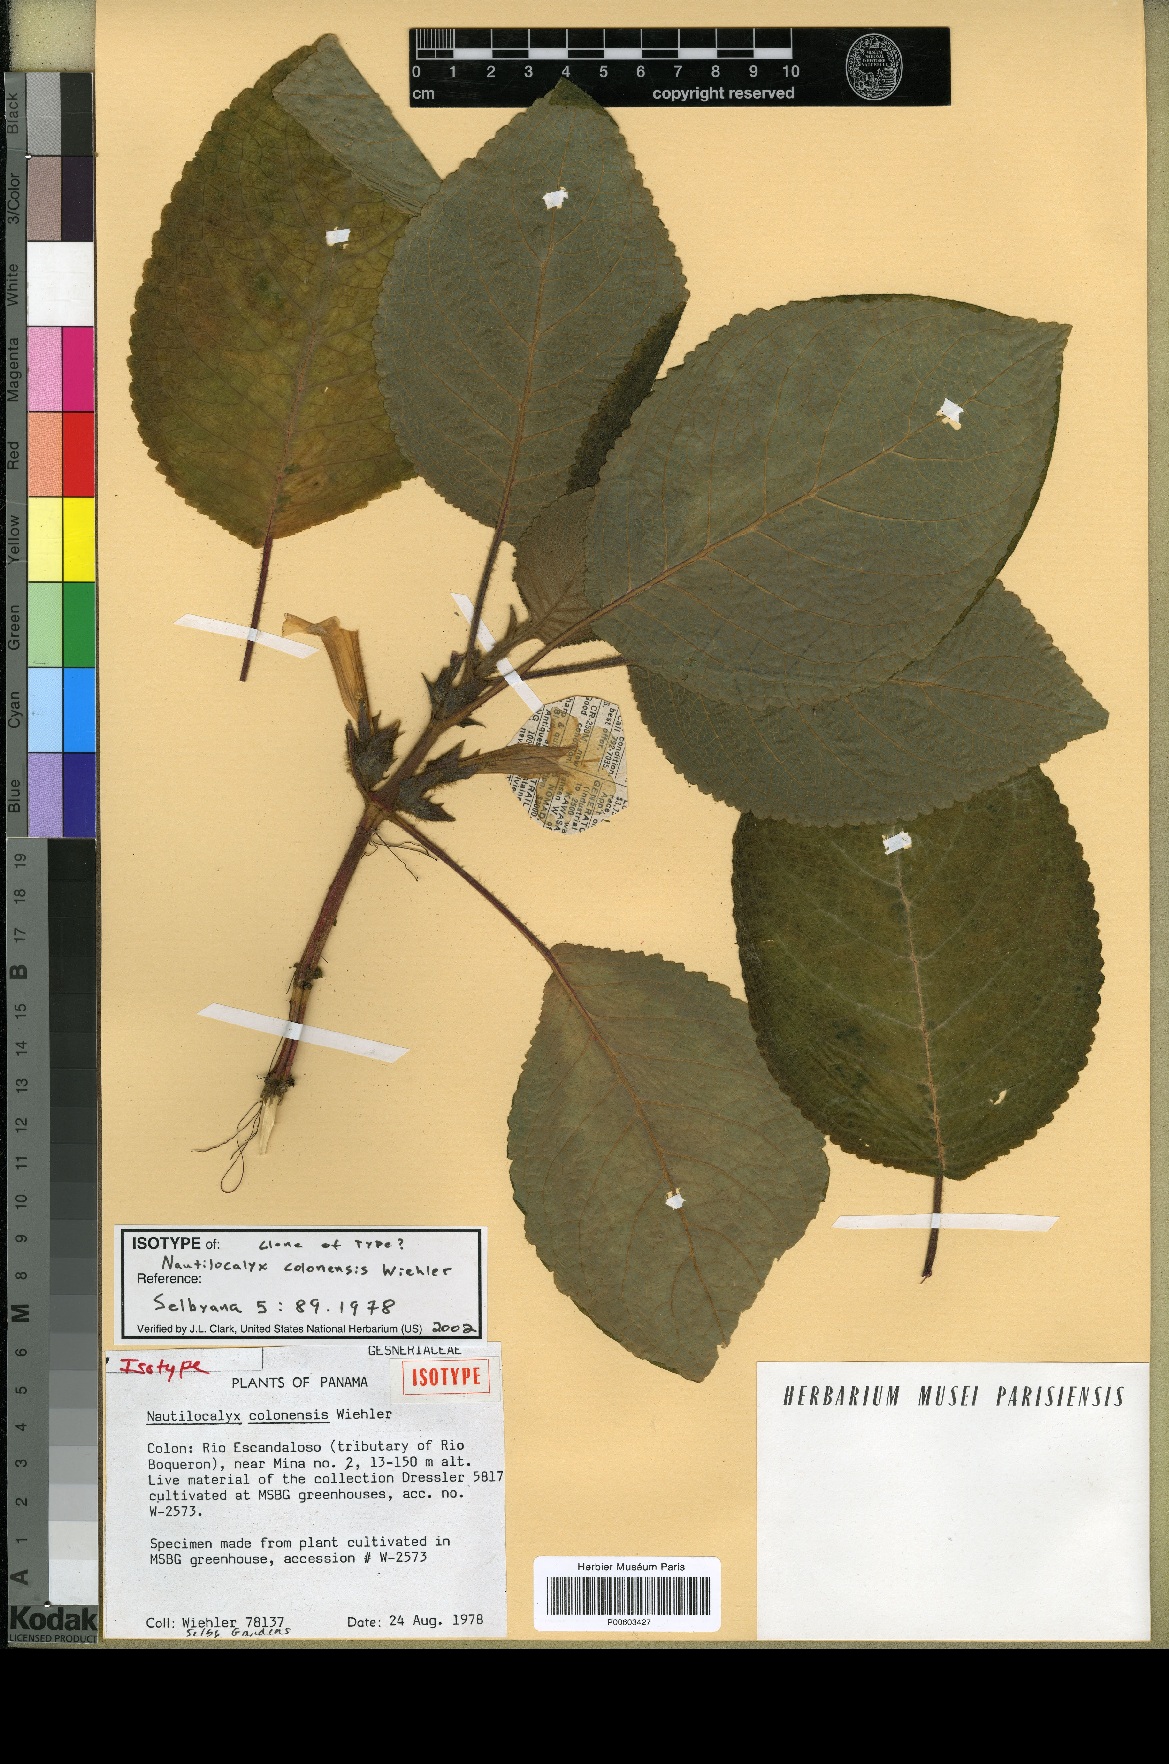 0 1 2 3 4 5 6 7 8 9 10
cm copyright reserved
Black
3/Color
White
Magenta
Red
Yellow
Green
Cyan
Blue
19
18
17
B
15
14
13
12
11
10
9
8
M
6
5
4
3
2
1
A
Kodak
LICENSED PRODUCT
ISOTYPE of: clone of type?
Nautilocalyx colonensis Wiehler
Reference:
Selbyana 5 : 89. 1978
Verified by J.L. Clark, United States National Herbarium (US) 2002
Isotype
GESNERIACEAE
PLANTS OF PANAMA
ISOTYPE
Nautilocalyx colonensis Wiehler
Colon: Rio Escandaloso (tributary of Rio
Boqueron), near Mina no. 2, 13-150 m alt.
Live material of the collection Dressler 5817
cultivated at MSBG greenhouses, acc. no.
W-2573.
Specimen made from plant cultivated in
MSBG greenhouse, accession # W-2573
Coll: Wiehler 78137 Date: 24 Aug. 1978
Selby Gardens
Herbier Muséum Paris
P00603427
HERBARIUM MUSEI PARISIENSIS